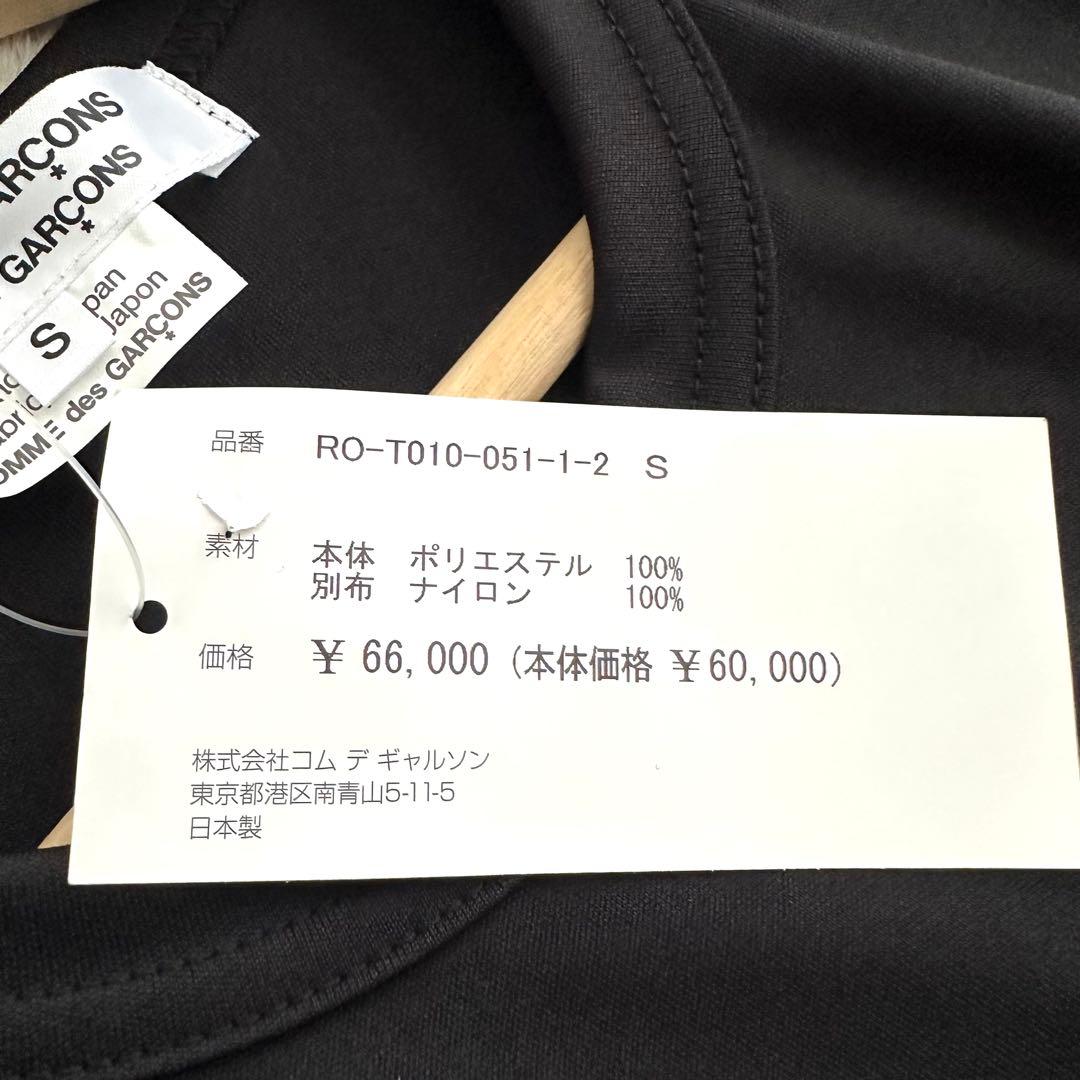 GARÇONS
GARÇONS
S
Japon
des GARÇONS
品番 RO-T010-051-1-2 S
素材 本体 ポリエステル 100%
別布 ナイロン 100%
価格 ¥ 66,000 (本体価格 ¥60,000)
株式会社コム デ ギャルソン
東京都港区南青山5-11-5
日本製